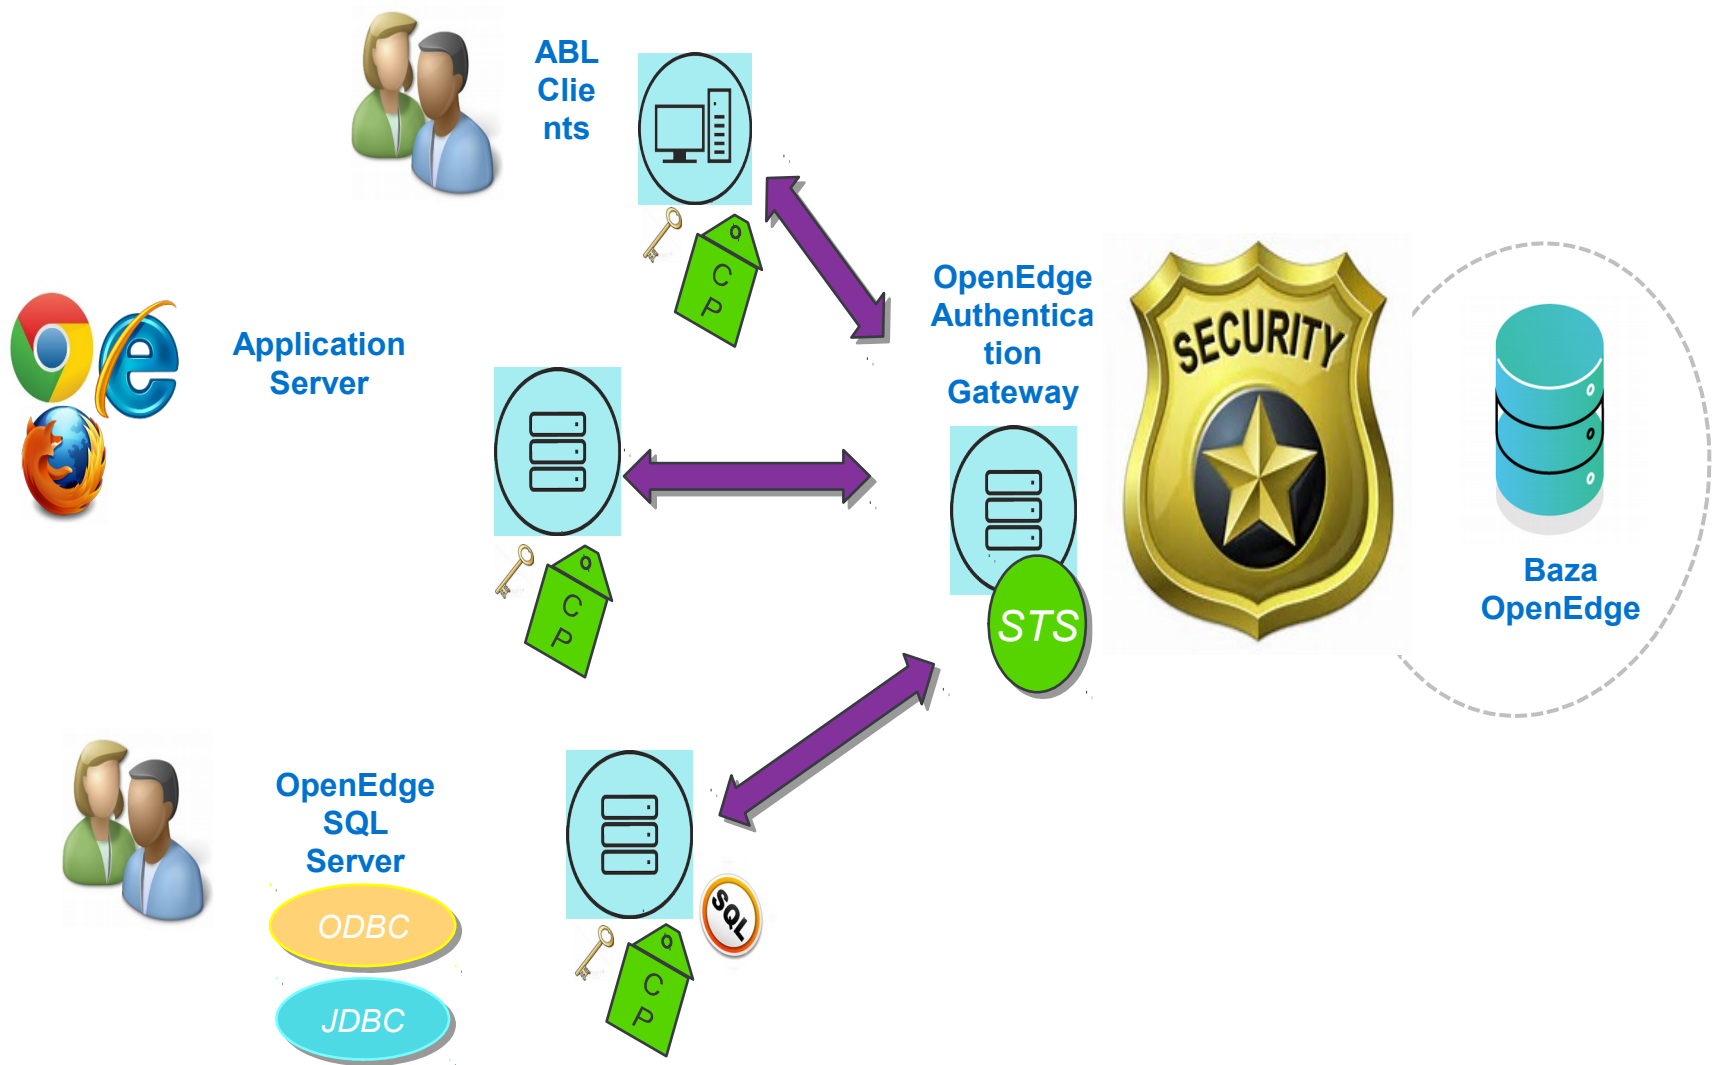 ABL
Clie
nts
C
P
OpenEdge
Authentica
tion
Gateway
SECURITY
Application
Server
C
P
STS
Baza
OpenEdge
OpenEdge
SQL
Server
ODBC
JDBC
SQL
C
P